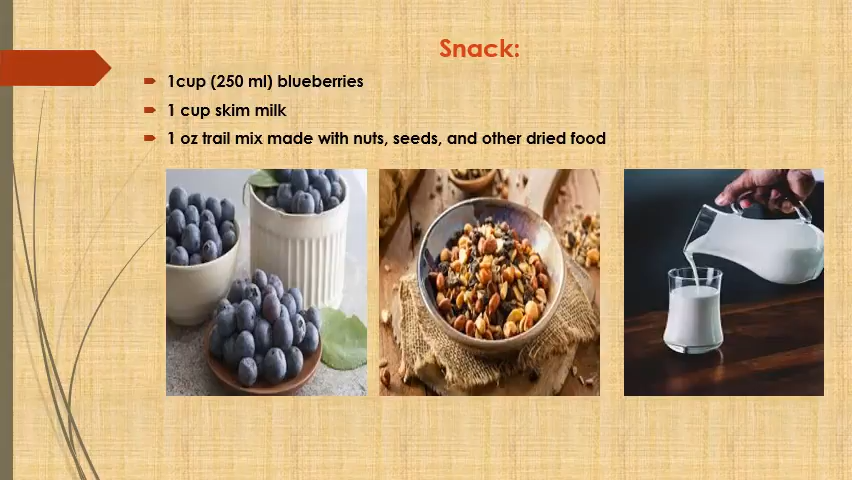 Snack:
1cup (250 ml) blueberries
1 cup skim milk
1 oz trail mix made with nuts, seeds, and other dried food